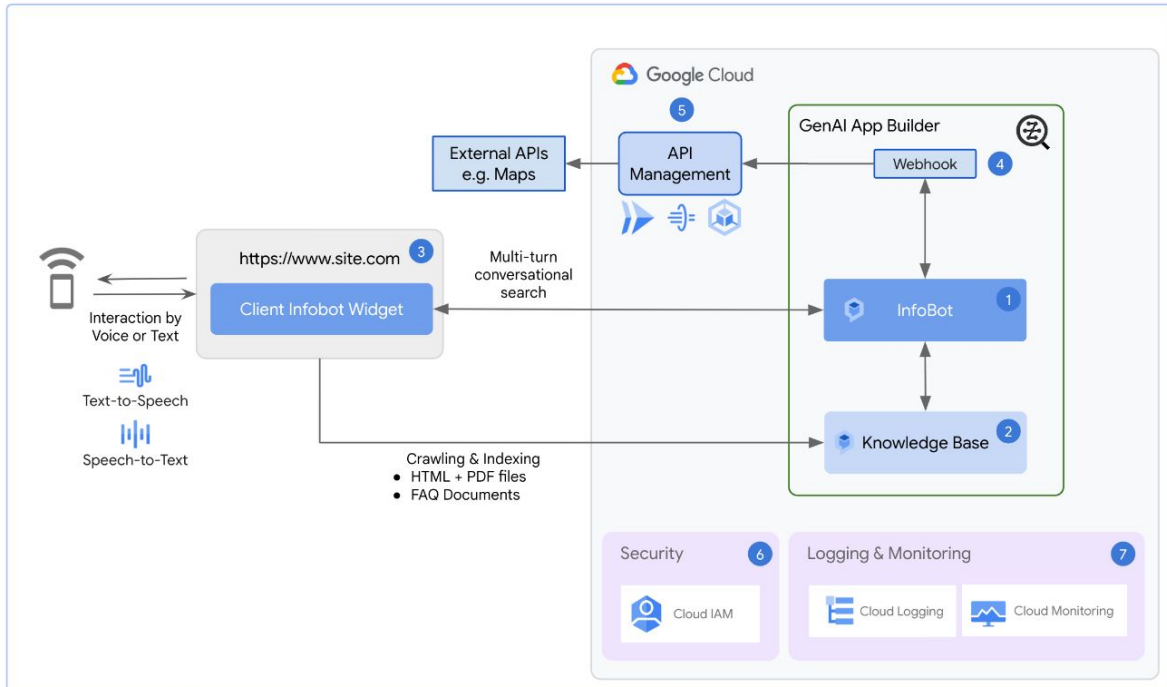 Google Cloud
5
GenAI App Builder
External APIs
e.g. Maps
API
Management
Webhook
4
https://www.site.com
3
Multi-turn
conversational
search
Client Infobot Widget
InfoBot
1
Interaction by
Voice or Text
Text-to-Speech
Speech-to-Text
Knowledge Base
2
Crawling & Indexing
● HTML + PDF files
● FAQ Documents
Security
6
Cloud IAM
Logging & Monitoring
7
Cloud Logging
Cloud Monitoring